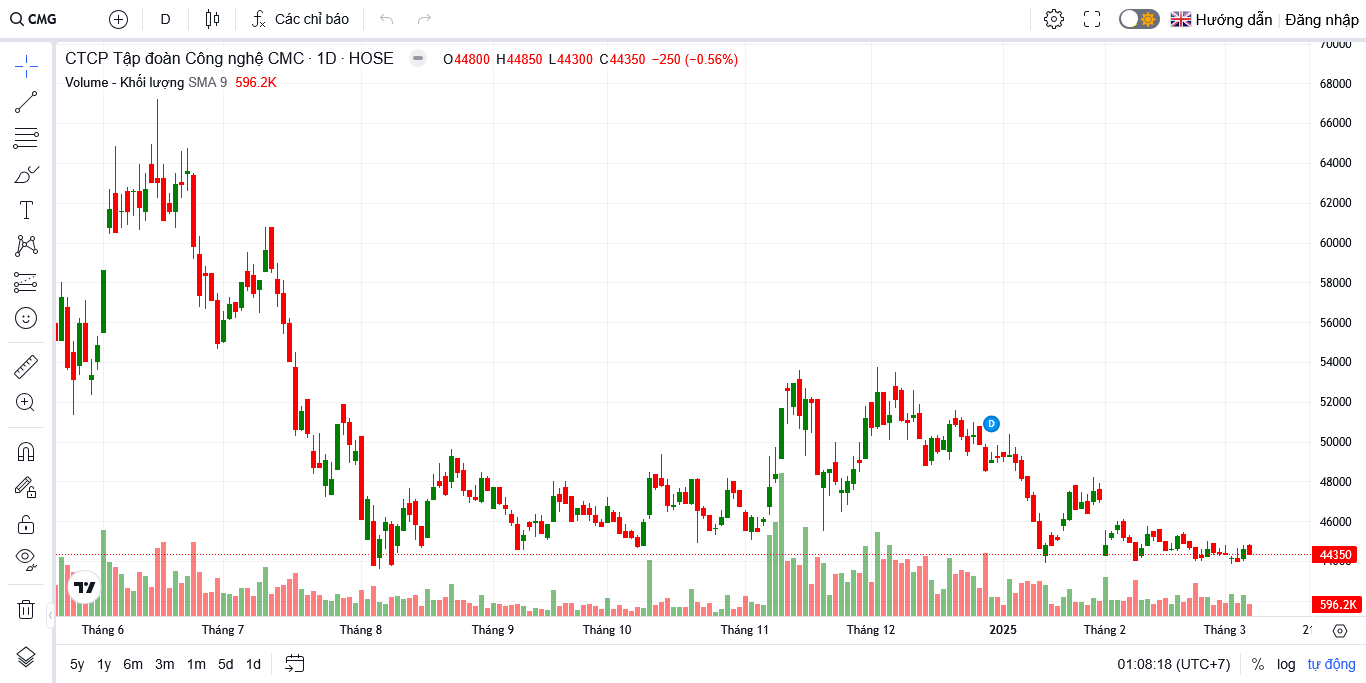 CMG D Các chỉ báo Hướng dẫn Đăng nhập
CTCP Tập đoàn Công nghệ CMC · 1D · HOSE O44800 H44850 L44300 C44350 −250 (−0.56%)
Volume - Khối lượng SMA 9 596.2K
70000
68000
66000
64000
62000
60000
58000
56000
54000
52000
50000
48000
46000
44350
44000
596.2K
D
Tháng 6 Tháng 7 Tháng 8 Tháng 9 Tháng 10 Tháng 11 Tháng 12 2025 Tháng 2 Tháng 3 21
5y 1y 6m 3m 1m 5d 1d 01:08:18 (UTC+7) % log tự động